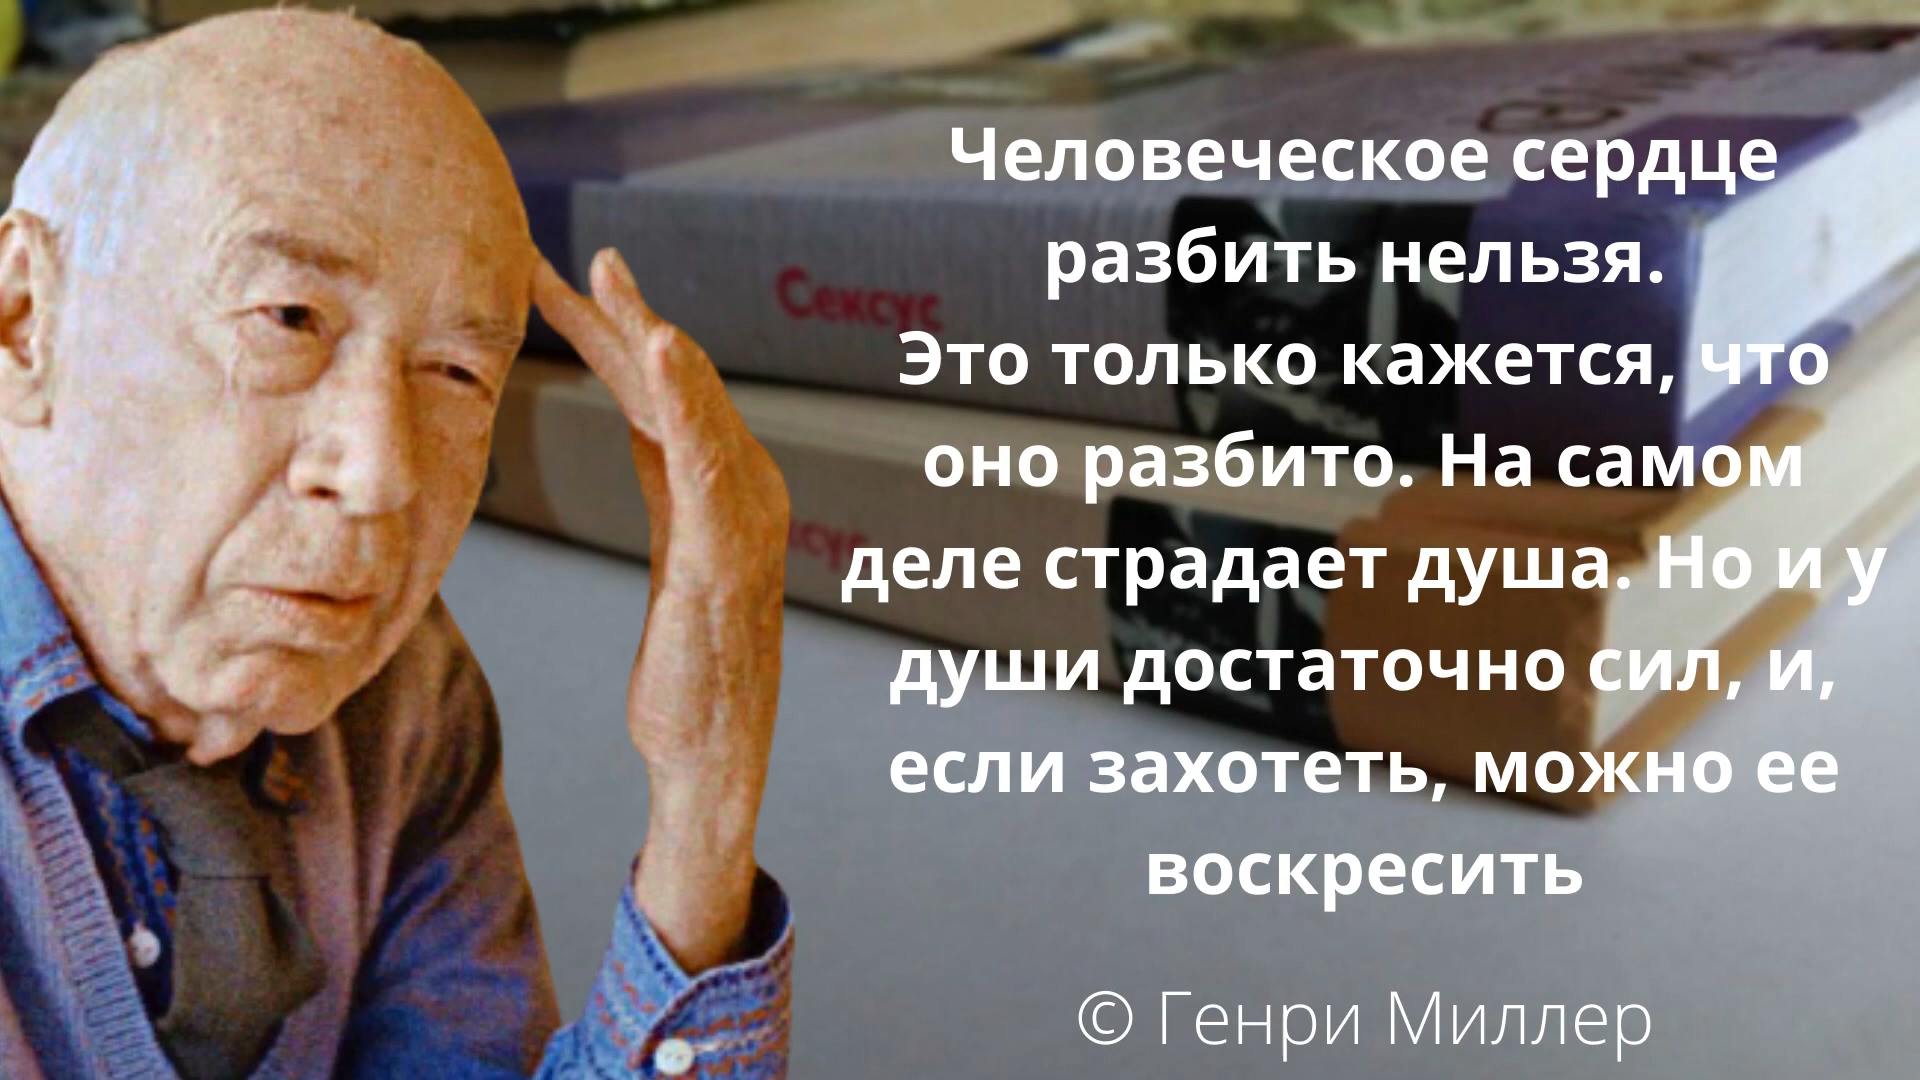 Человеческое сердце
разбить нельзя.
Это только кажется, что
оно разбито. На самом
деле страдает душа. Но и у
души достаточно сил, и,
если захотеть, можно ее
воскресить
© Генри Миллер
Сексус